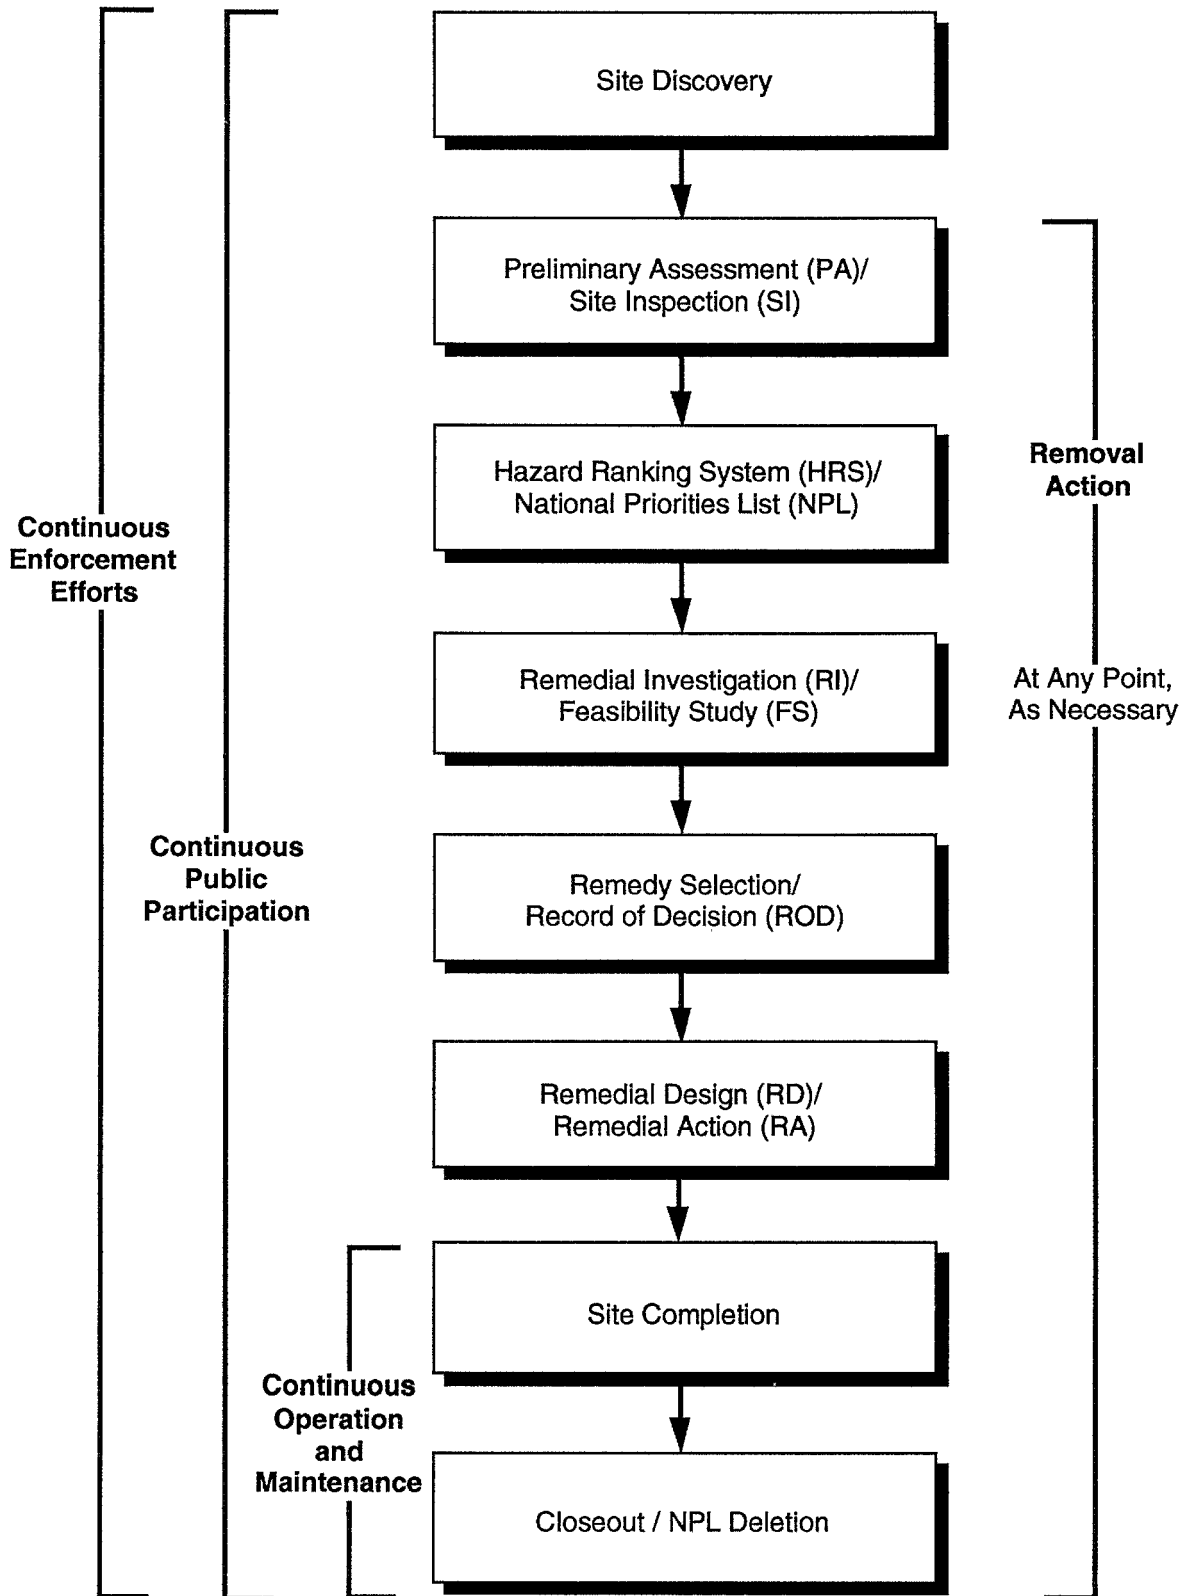 Site Discovery
Preliminary Assessment (PA)/
Site Inspection (SI)
Hazard Ranking System (HRS)/
National Priorities List (NPL)
Removal
Action
Continuous
Enforcement
Efforts
Remedial Investigation (RI)/
Feasibility Study (FS)
At Any Point,
As Necessary
Continuous
Public
Participation
Remedy Selection/
Record of Decision (ROD)
Remedial Design (RD)/
Remedial Action (RA)
Site Completion
Continuous
Operation
and
Maintenance
Closeout / NPL Deletion